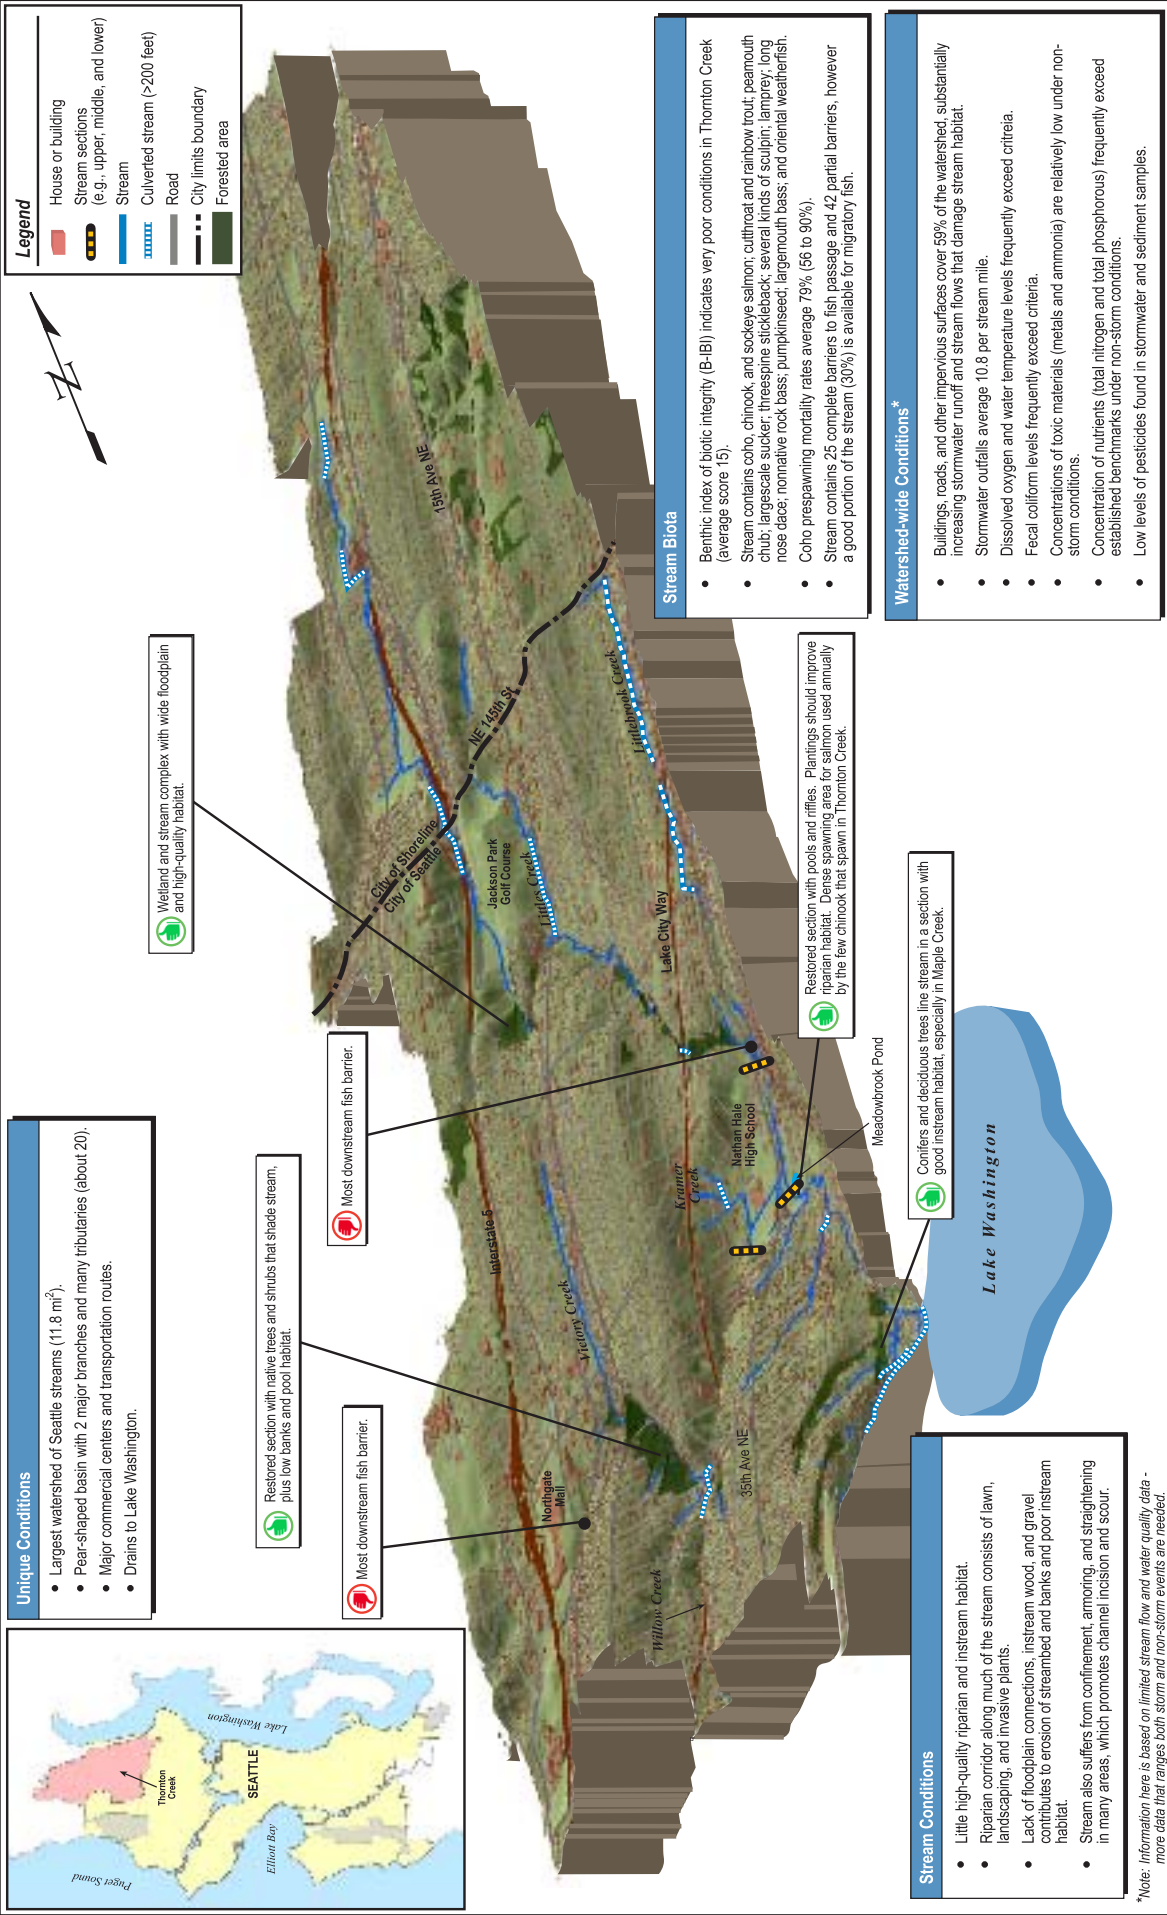 Unique Conditions
• Largest watershed of Seattle streams (11.8 mi²).
• Pear-shaped basin with 2 major branches and many tributaries (about 20).
• Major commercial centers and transportation routes.
• Drains to Lake Washington.
Legend
House or building
Stream sections
(e.g., upper, middle, and lower)
Stream
Culverted stream (>200 feet)
Road
City limits boundary
Forested area
N
Puget Sound
Elliott Bay
Thornton
Creek
SEATTLE
Lake Washington
Wetland and stream complex with wide floodplain
and high-quality habitat.
Restored section with native trees and shrubs that shade stream,
plus low banks and pool habitat.
Most downstream fish barrier.
Most downstream fish barrier.
City of Shoreline
City of Seattle
NE 145th St
15th Ave NE
Jackson Park
Golf Course
Littles Creek
Littlebrook Creek
Lake City Way
Interstate 5
Victory Creek
Northgate
Mall
Kramer
Creek
Nathan Hale
High School
35th Ave NE
Willow Creek
Meadowbrook Pond
Restored section with pools and riffles. Plantings should improve
riparian habitat. Dense spawning area for salmon used annually
by the few chinook that spawn in Thornton Creek.
Conifers and deciduous trees line stream in a section with
good instream habitat, especially in Maple Creek.
Lake Washington
Stream Biota
• Benthic index of biotic integrity (B-IBI) indicates very poor conditions in Thornton Creek
(average score 15).
• Stream contains coho, chinook, and sockeye salmon; cutthroat and rainbow trout; peamouth
chub; largescale sucker; threespine stickleback; several kinds of sculpin; lamprey; long
nose dace; nonnative rock bass; pumpkinseed; largemouth bass; and oriental weatherfish.
• Coho prespawning mortality rates average 79% (56 to 90%).
• Stream contains 25 complete barriers to fish passage and 42 partial barriers, however
a good portion of the stream (30%) is available for migratory fish.
Watershed-wide Conditions*
• Buildings, roads, and other impervious surfaces cover 59% of the watershed, substantially
increasing stormwater runoff and stream flows that damage stream habitat.
• Stormwater outfalls average 10.8 per stream mile.
• Dissolved oxygen and water temperature levels frequently exceed critreia.
• Fecal coliform levels frequently exceed criteria.
• Concentrations of toxic materials (metals and ammonia) are relatively low under non-
storm conditions.
• Concentration of nutrients (total nitrogen and total phosphorous) frequently exceed
established benchmarks under non-storm conditions.
• Low levels of pesticides found in stormwater and sediment samples.
Stream Conditions
• Little high-quality riparian and instream habitat.
• Riparian corridor along much of the stream consists of lawn,
landscaping, and invasive plants.
• Lack of floodplain connections, instream wood, and gravel
contributes to erosion of streambed and banks and poor instream
habitat.
• Stream also suffers from confinement, armoring, and straightening
in many areas, which promotes channel incision and scour.
*Note: Information here is based on limited stream flow and water quality data -
more data that ranges both storm and non-storm events are needed.